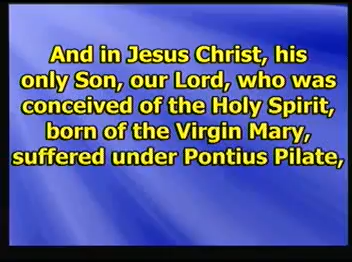 And in Jesus Christ, his
only Son, our Lord, who was
conceived of the Holy Spirit,
born of the Virgin Mary,
suffered under Pontius Pilate,